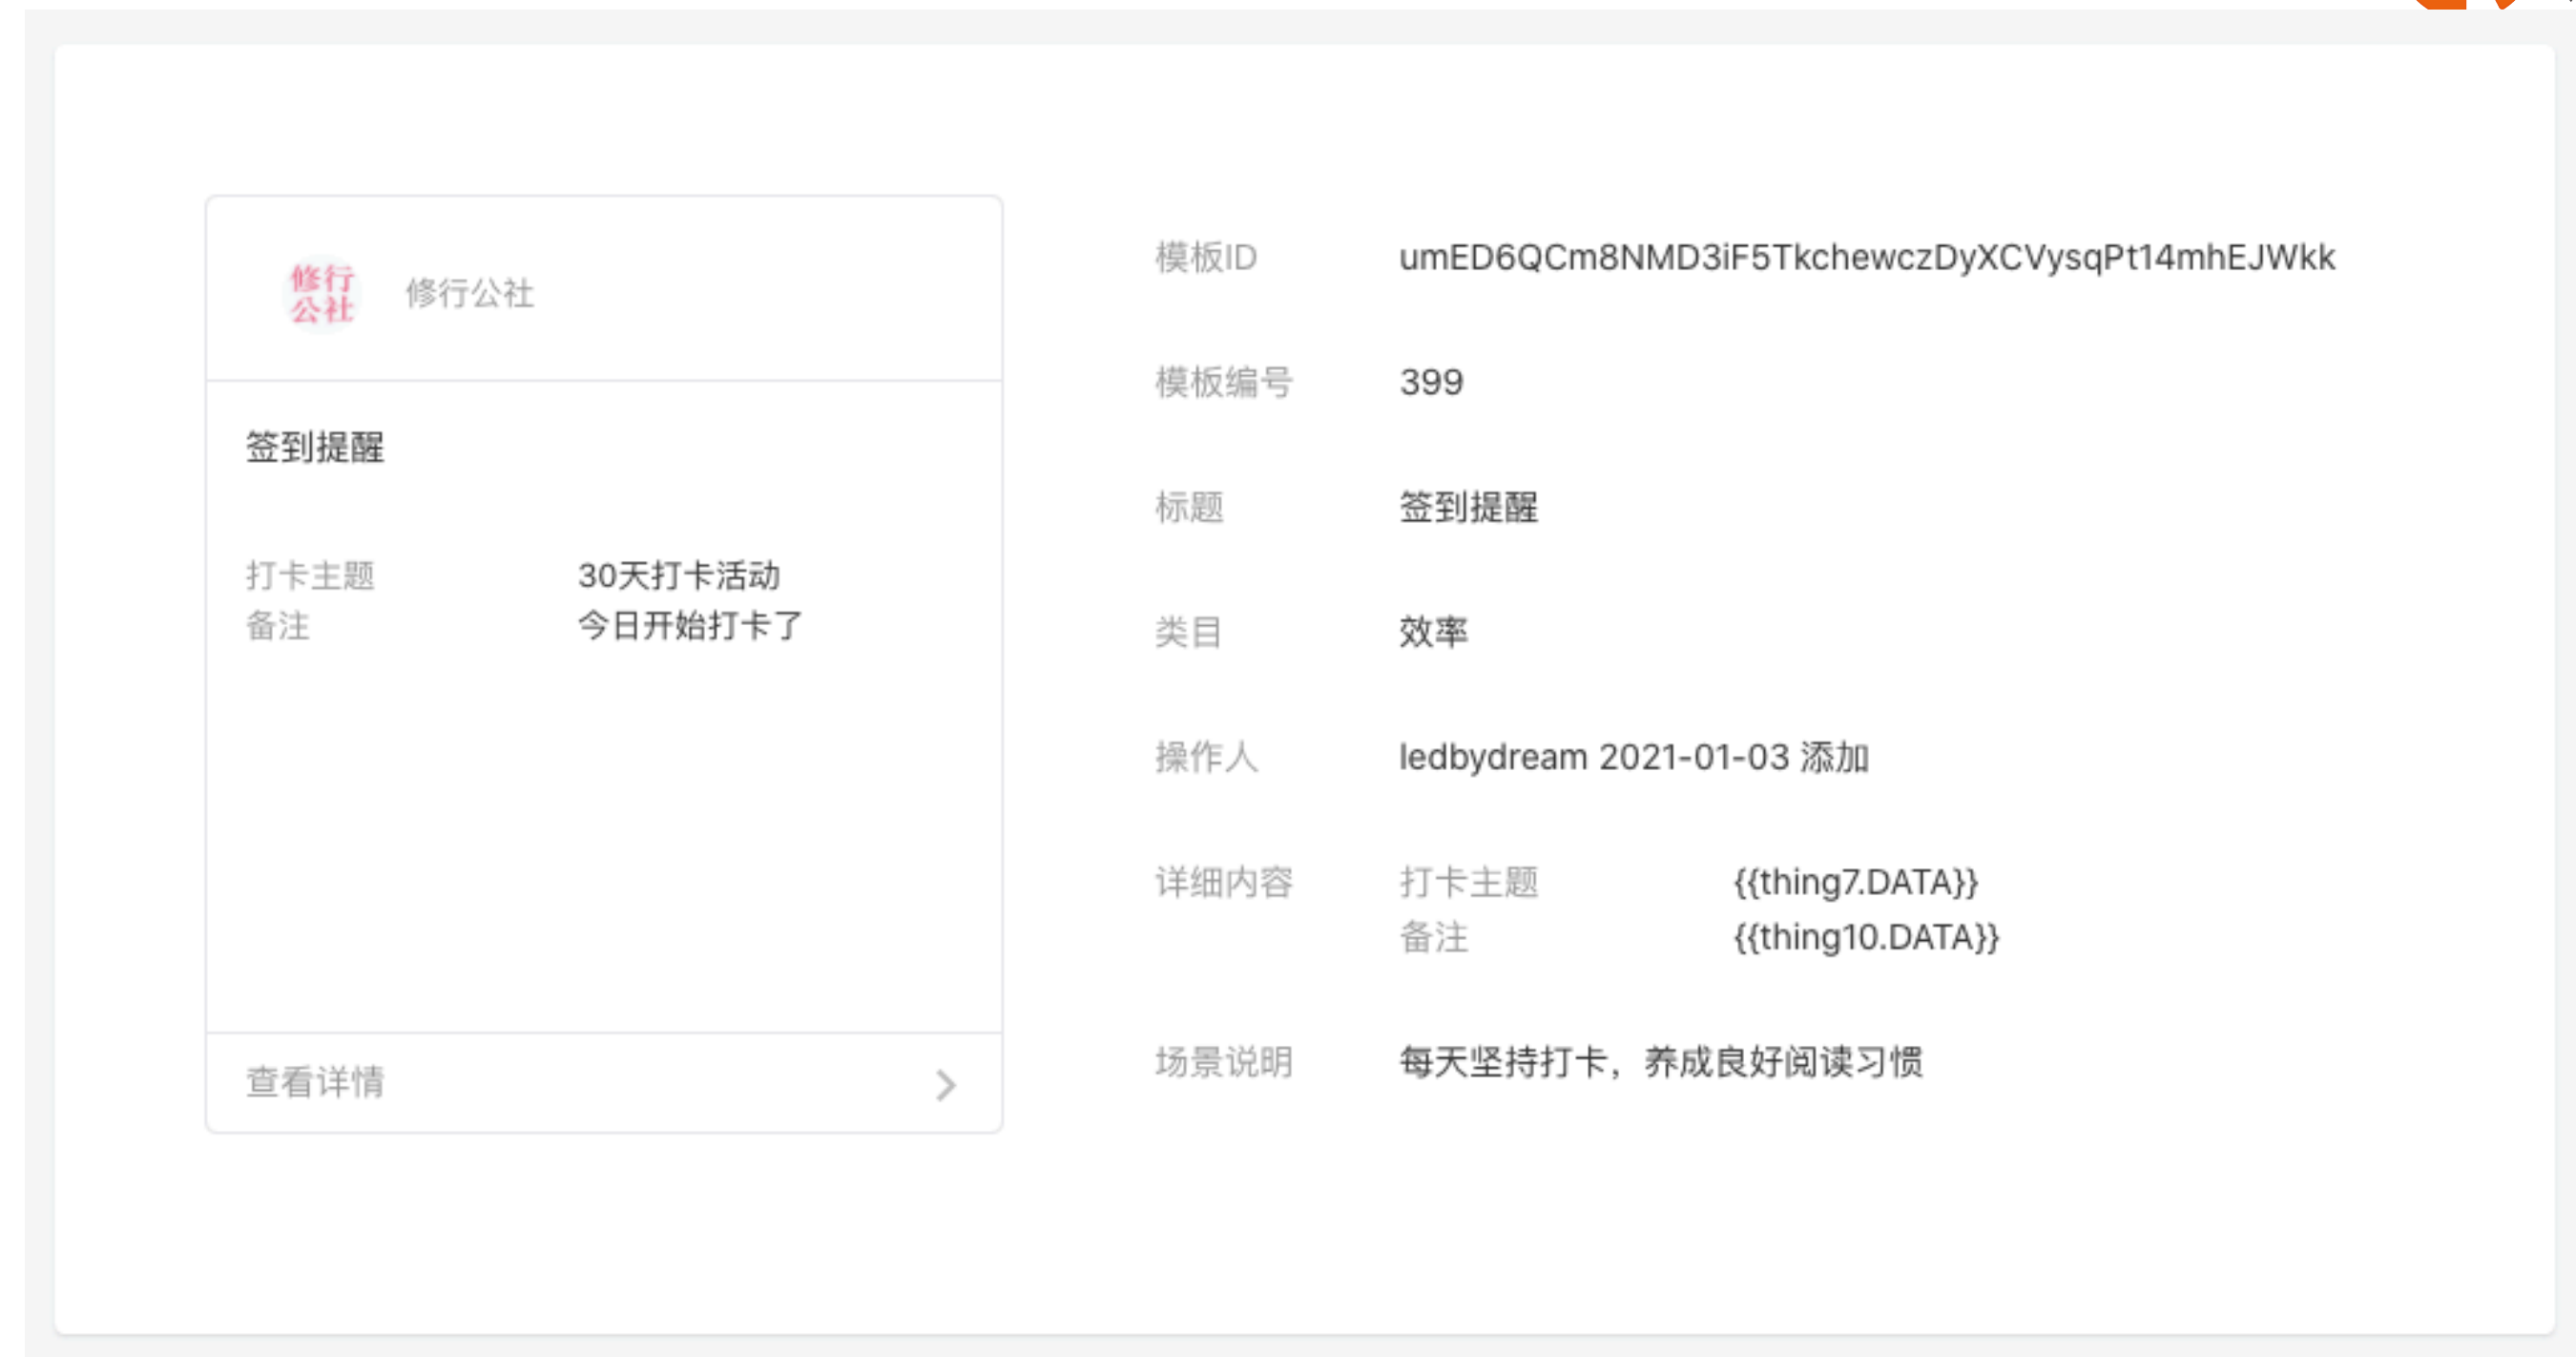 修行
公社
修行公社
签到提醒
打卡主题 30天打卡活动
备注 今日开始打卡了
查看详情
模板ID umED6QCm8NMD3iF5TkchewczDyXCVysqPt14mhEJWkk
模板编号 399
标题 签到提醒
类目 效率
操作人 ledbydream 2021-01-03 添加
详细内容 打卡主题 {{thing7.DATA}}
备注 {{thing10.DATA}}
场景说明 每天坚持打卡，养成良好阅读习惯